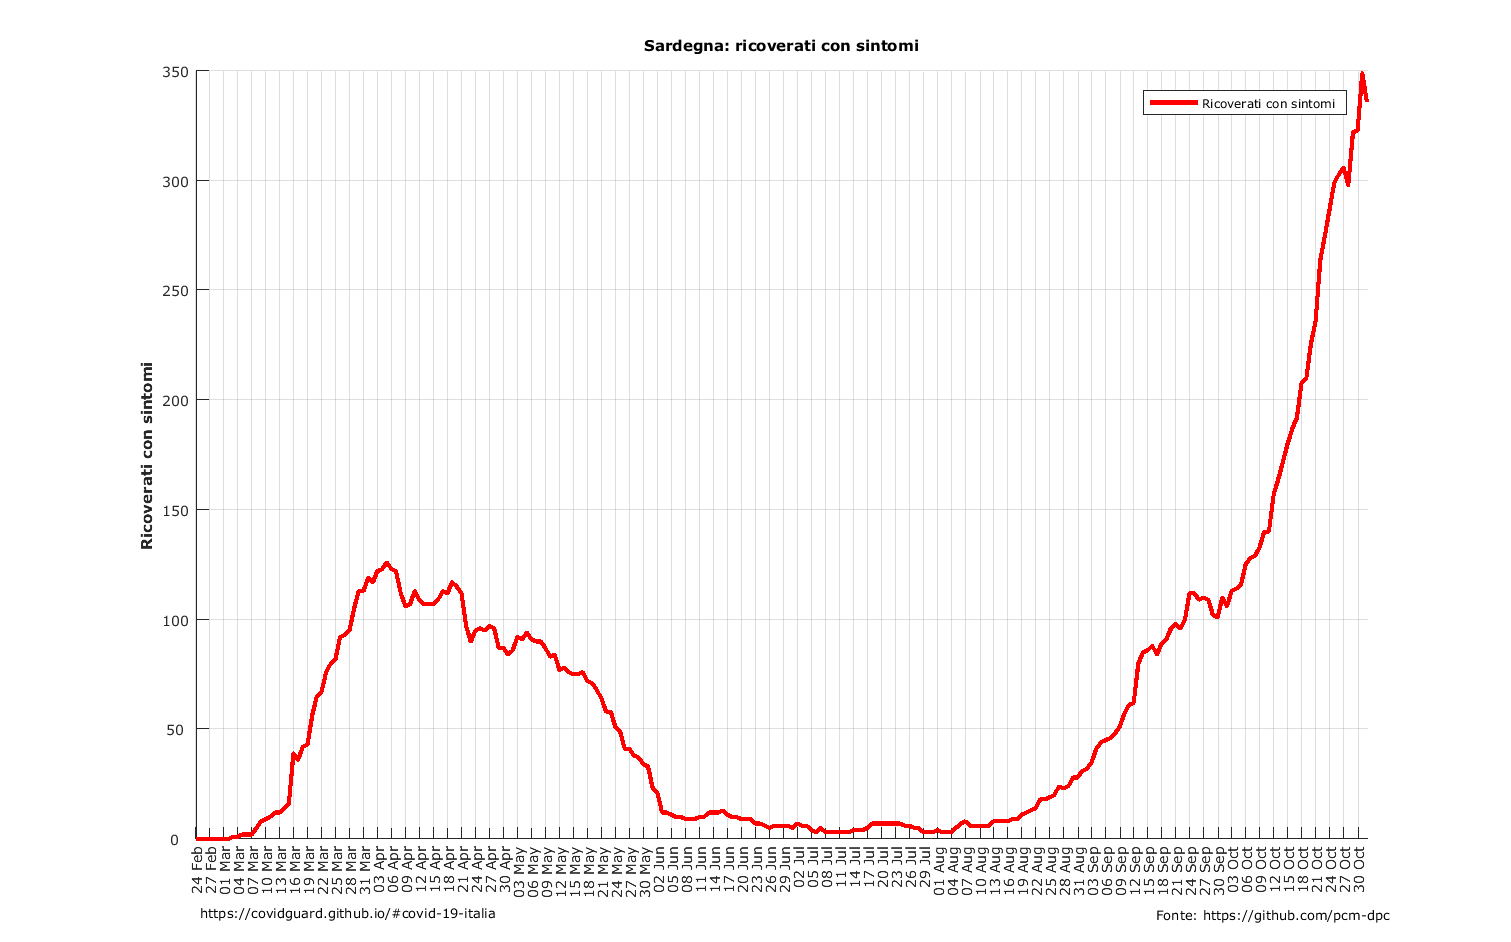 Sardegna: ricoverati con sintomi
Ricoverati con sintomi
350
300
250
200
150
100
50
0
Ricoverati con sintomi
24 Feb
27 Feb
01 Mar
04 Mar
07 Mar
10 Mar
13 Mar
16 Mar
19 Mar
22 Mar
25 Mar
28 Mar
31 Mar
03 Apr
06 Apr
09 Apr
12 Apr
15 Apr
18 Apr
21 Apr
24 Apr
27 Apr
30 Apr
03 May
06 May
09 May
12 May
15 May
18 May
21 May
24 May
27 May
30 May
02 Jun
05 Jun
08 Jun
11 Jun
14 Jun
17 Jun
20 Jun
23 Jun
26 Jun
29 Jun
02 Jul
05 Jul
08 Jul
11 Jul
14 Jul
17 Jul
20 Jul
23 Jul
26 Jul
29 Jul
01 Aug
04 Aug
07 Aug
10 Aug
13 Aug
16 Aug
19 Aug
22 Aug
25 Aug
28 Aug
31 Aug
03 Sep
06 Sep
09 Sep
12 Sep
15 Sep
18 Sep
21 Sep
24 Sep
27 Sep
30 Sep
03 Oct
06 Oct
09 Oct
12 Oct
15 Oct
18 Oct
21 Oct
24 Oct
27 Oct
30 Oct
https://covidguard.github.io/#covid-19-italia
Fonte: https://github.com/pcm-dpc